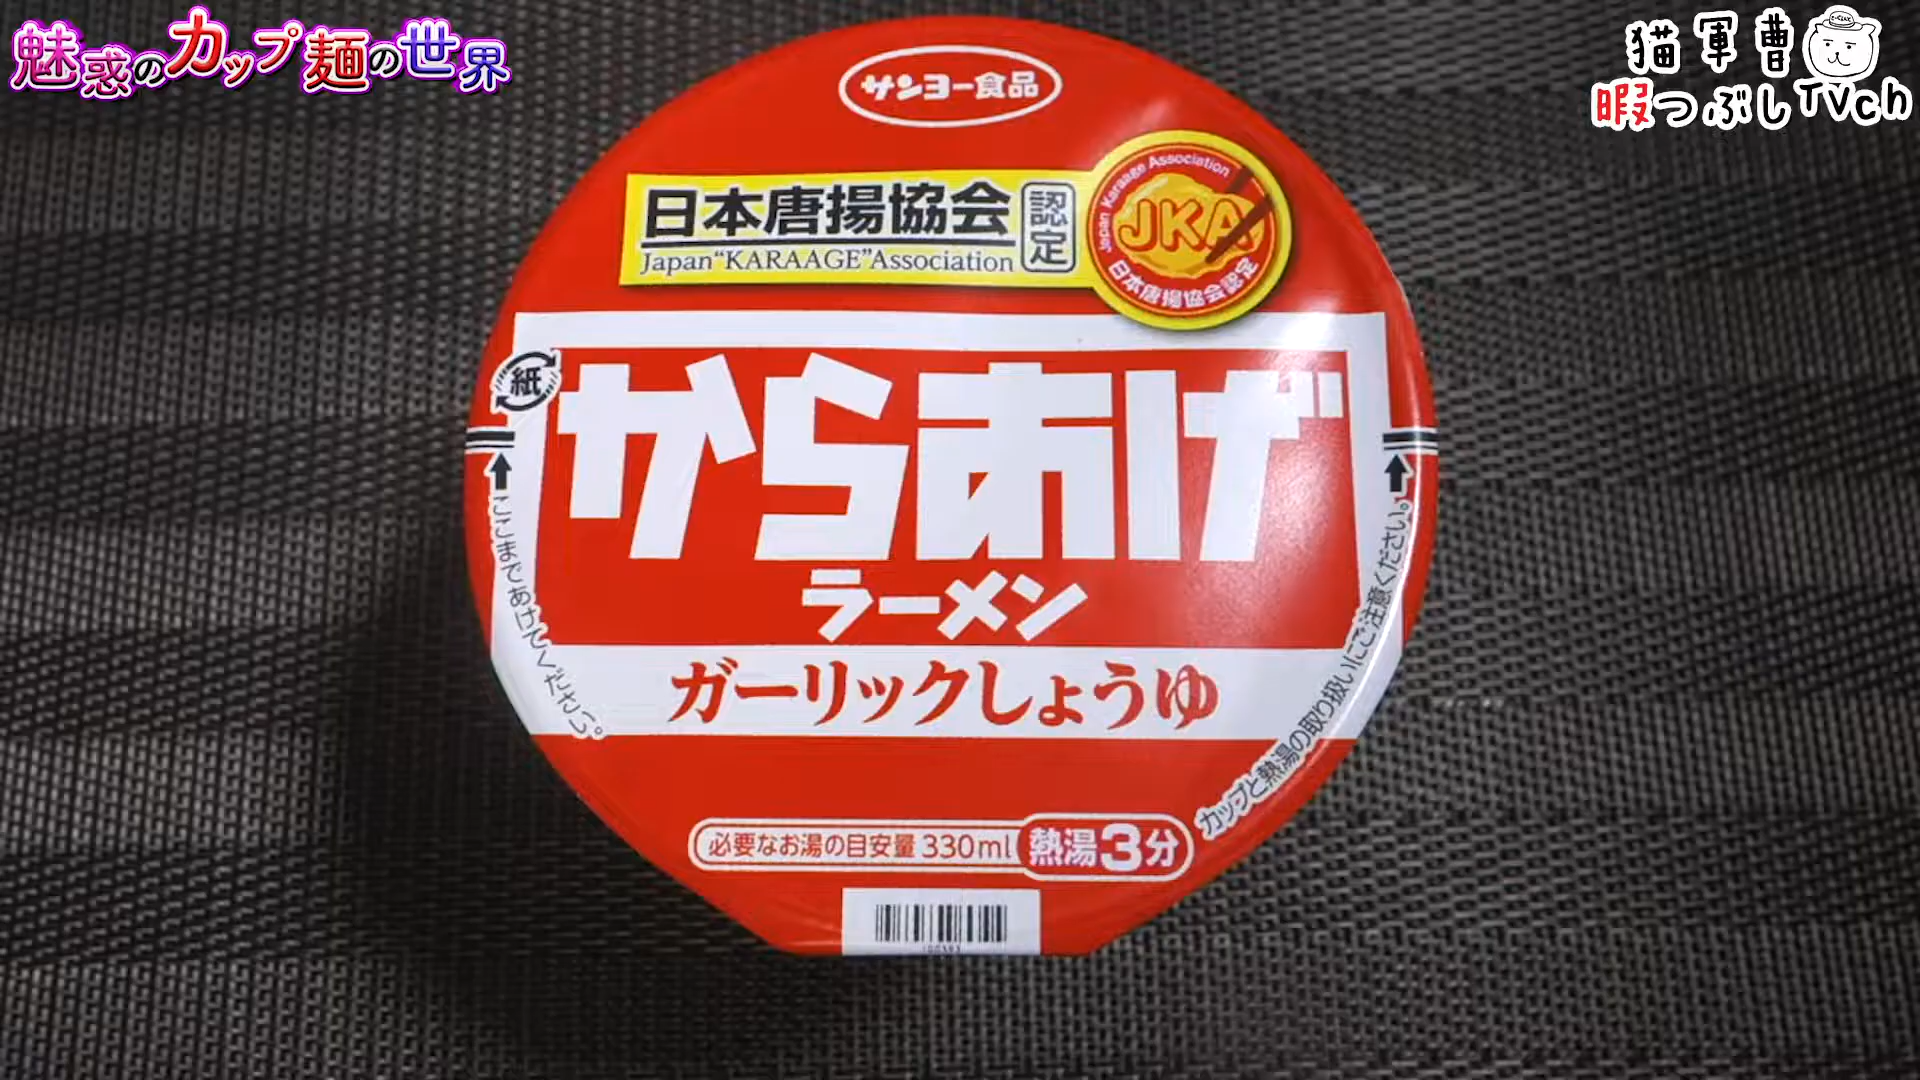 魅惑のカップ麺の世界
猫軍曹
暇つぶしTVch
サンヨー食品
日本唐揚協会
認定
Japan“KARAAGE”Association
Japan Karaage Association
JKA
日本唐揚協会認定
紙
からあげ
ラーメン
ガーリックしょうゆ
ここまであけてください。
カップと熱湯の取り扱いにご注意ください。
必要なお湯の目安量 330ml
熱湯3分